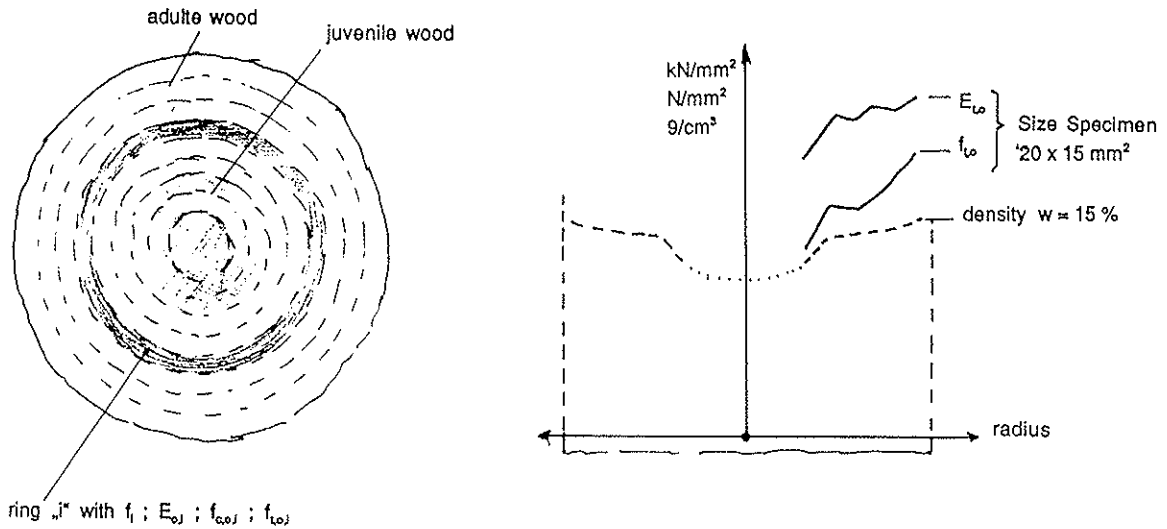 adulte wood
juvenile wood
ring „i“ with f_i ; E_o,i ; f_c,o,i ; f_t,o,i
kN/mm²
N/mm²
9/cm³
E_t,o
f_t,o
Size Specimen
'20 x 15 mm²
density w = 15 %
radius